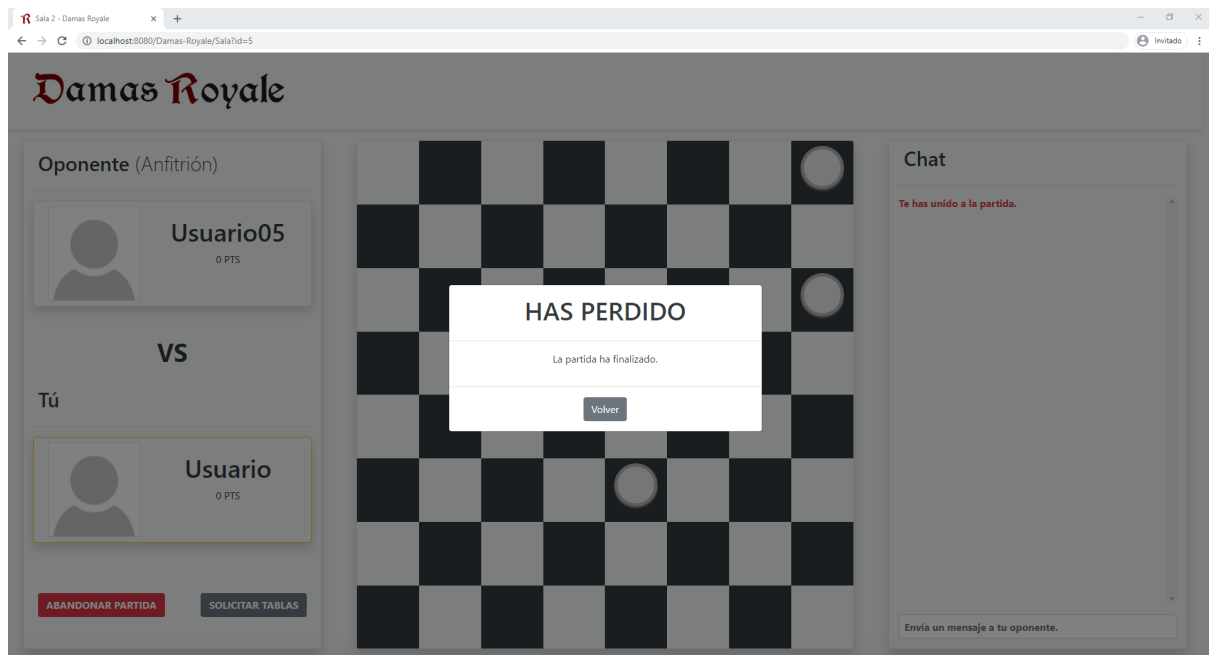 Sala 2 - Damas Royale
localhost:8080/Damas-Royale/Sala?id=5
Invitado
Damas Royale
Oponente (Anfitrión)
Usuario05
0 PTS
VS
Tú
Usuario
0 PTS
ABANDONAR PARTIDA
SOLICITAR TABLAS
HAS PERDIDO
La partida ha finalizado.
Volver
Chat
Te has unido a la partida.
Envía un mensaje a tu oponente.